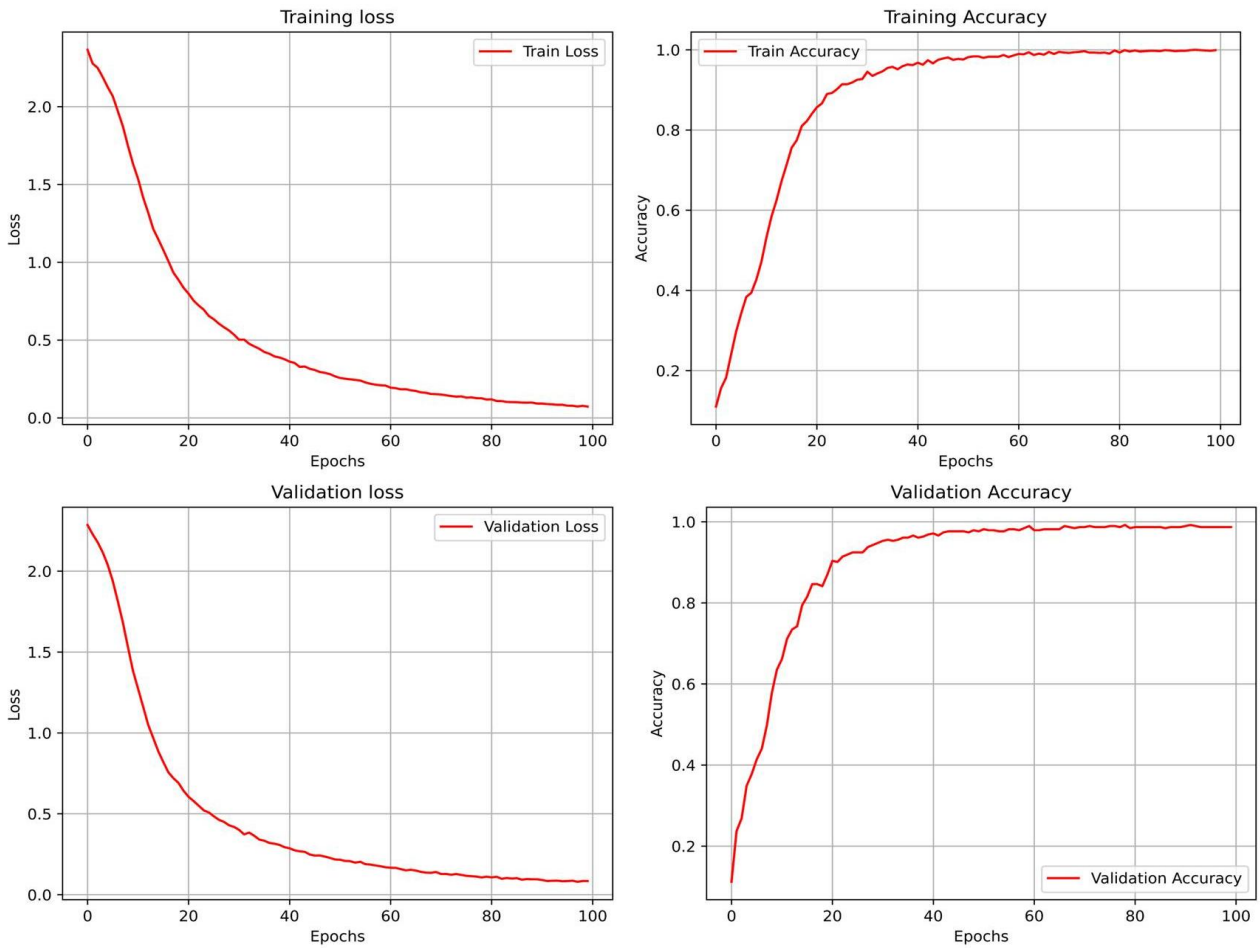 Training loss
Train Loss
2.0
1.5
1.0
0.5
0.0
Loss
0 20 40 60 80 100
Epochs
Training Accuracy
Train Accuracy
1.0
0.8
0.6
0.4
0.2
Accuracy
0 20 40 60 80 100
Epochs
Validation loss
Validation Loss
2.0
1.5
1.0
0.5
0.0
Loss
0 20 40 60 80 100
Epochs
Validation Accuracy
1.0
0.8
0.6
0.4
0.2
Accuracy
Validation Accuracy
0 20 40 60 80 100
Epochs